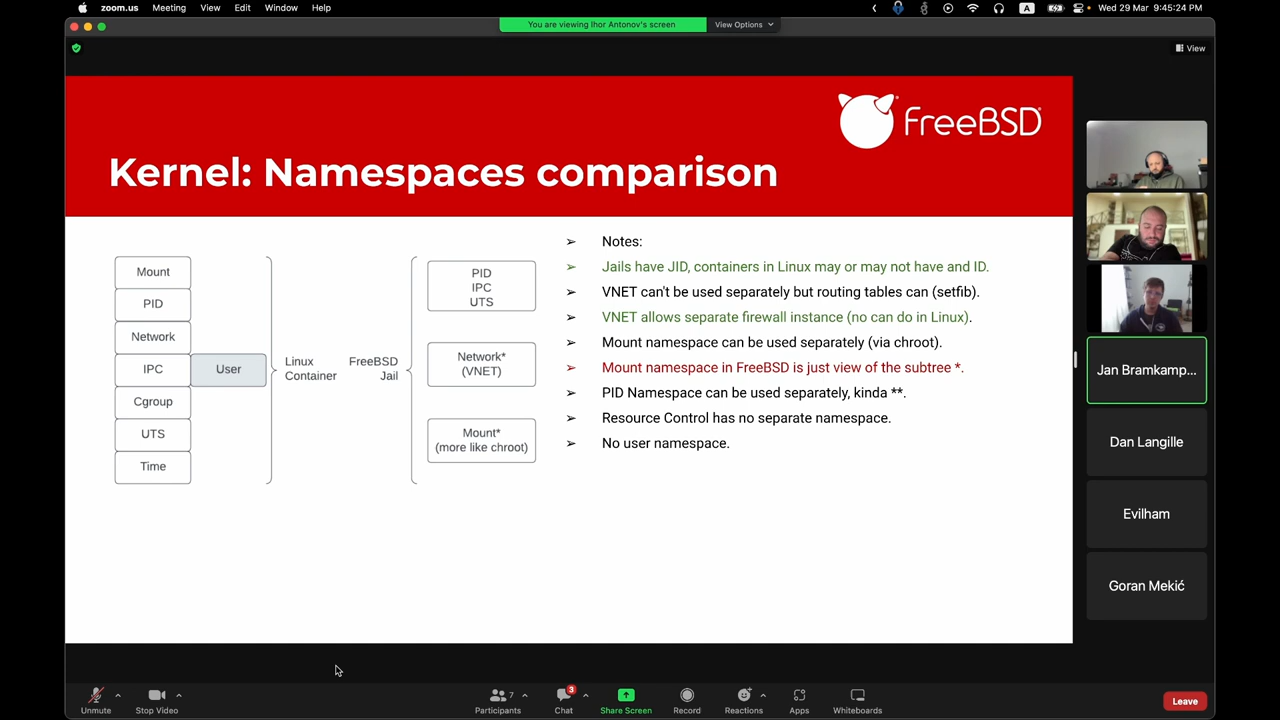 zoom.us Meeting View Edit Window Help
A
Wed 29 Mar 9:45:24 PM
You are viewing Ihor Antonov's screen
View Options
View
FreeBSD
Kernel: Namespaces comparison
Mount
PID
Network
IPC
Cgroup
UTS
Time
User
Linux
Container
FreeBSD
Jail
PID
IPC
UTS
Network*
(VNET)
Mount*
(more like chroot)
➢ Notes:
➢ Jails have JID, containers in Linux may or may not have and ID.
➢ VNET can't be used separately but routing tables can (setfib).
➢ VNET allows separate firewall instance (no can do in Linux).
➢ Mount namespace can be used separately (via chroot).
➢ Mount namespace in FreeBSD is just view of the subtree *.
➢ PID Namespace can be used separately, kinda **.
➢ Resource Control has no separate namespace.
➢ No user namespace.
Jan Bramkamp...
Dan Langille
Evilham
Goran Mekić
Unmute
Stop Video
7
Participants
3
Chat
Share Screen
Record
Reactions
Apps
Whiteboards
Leave